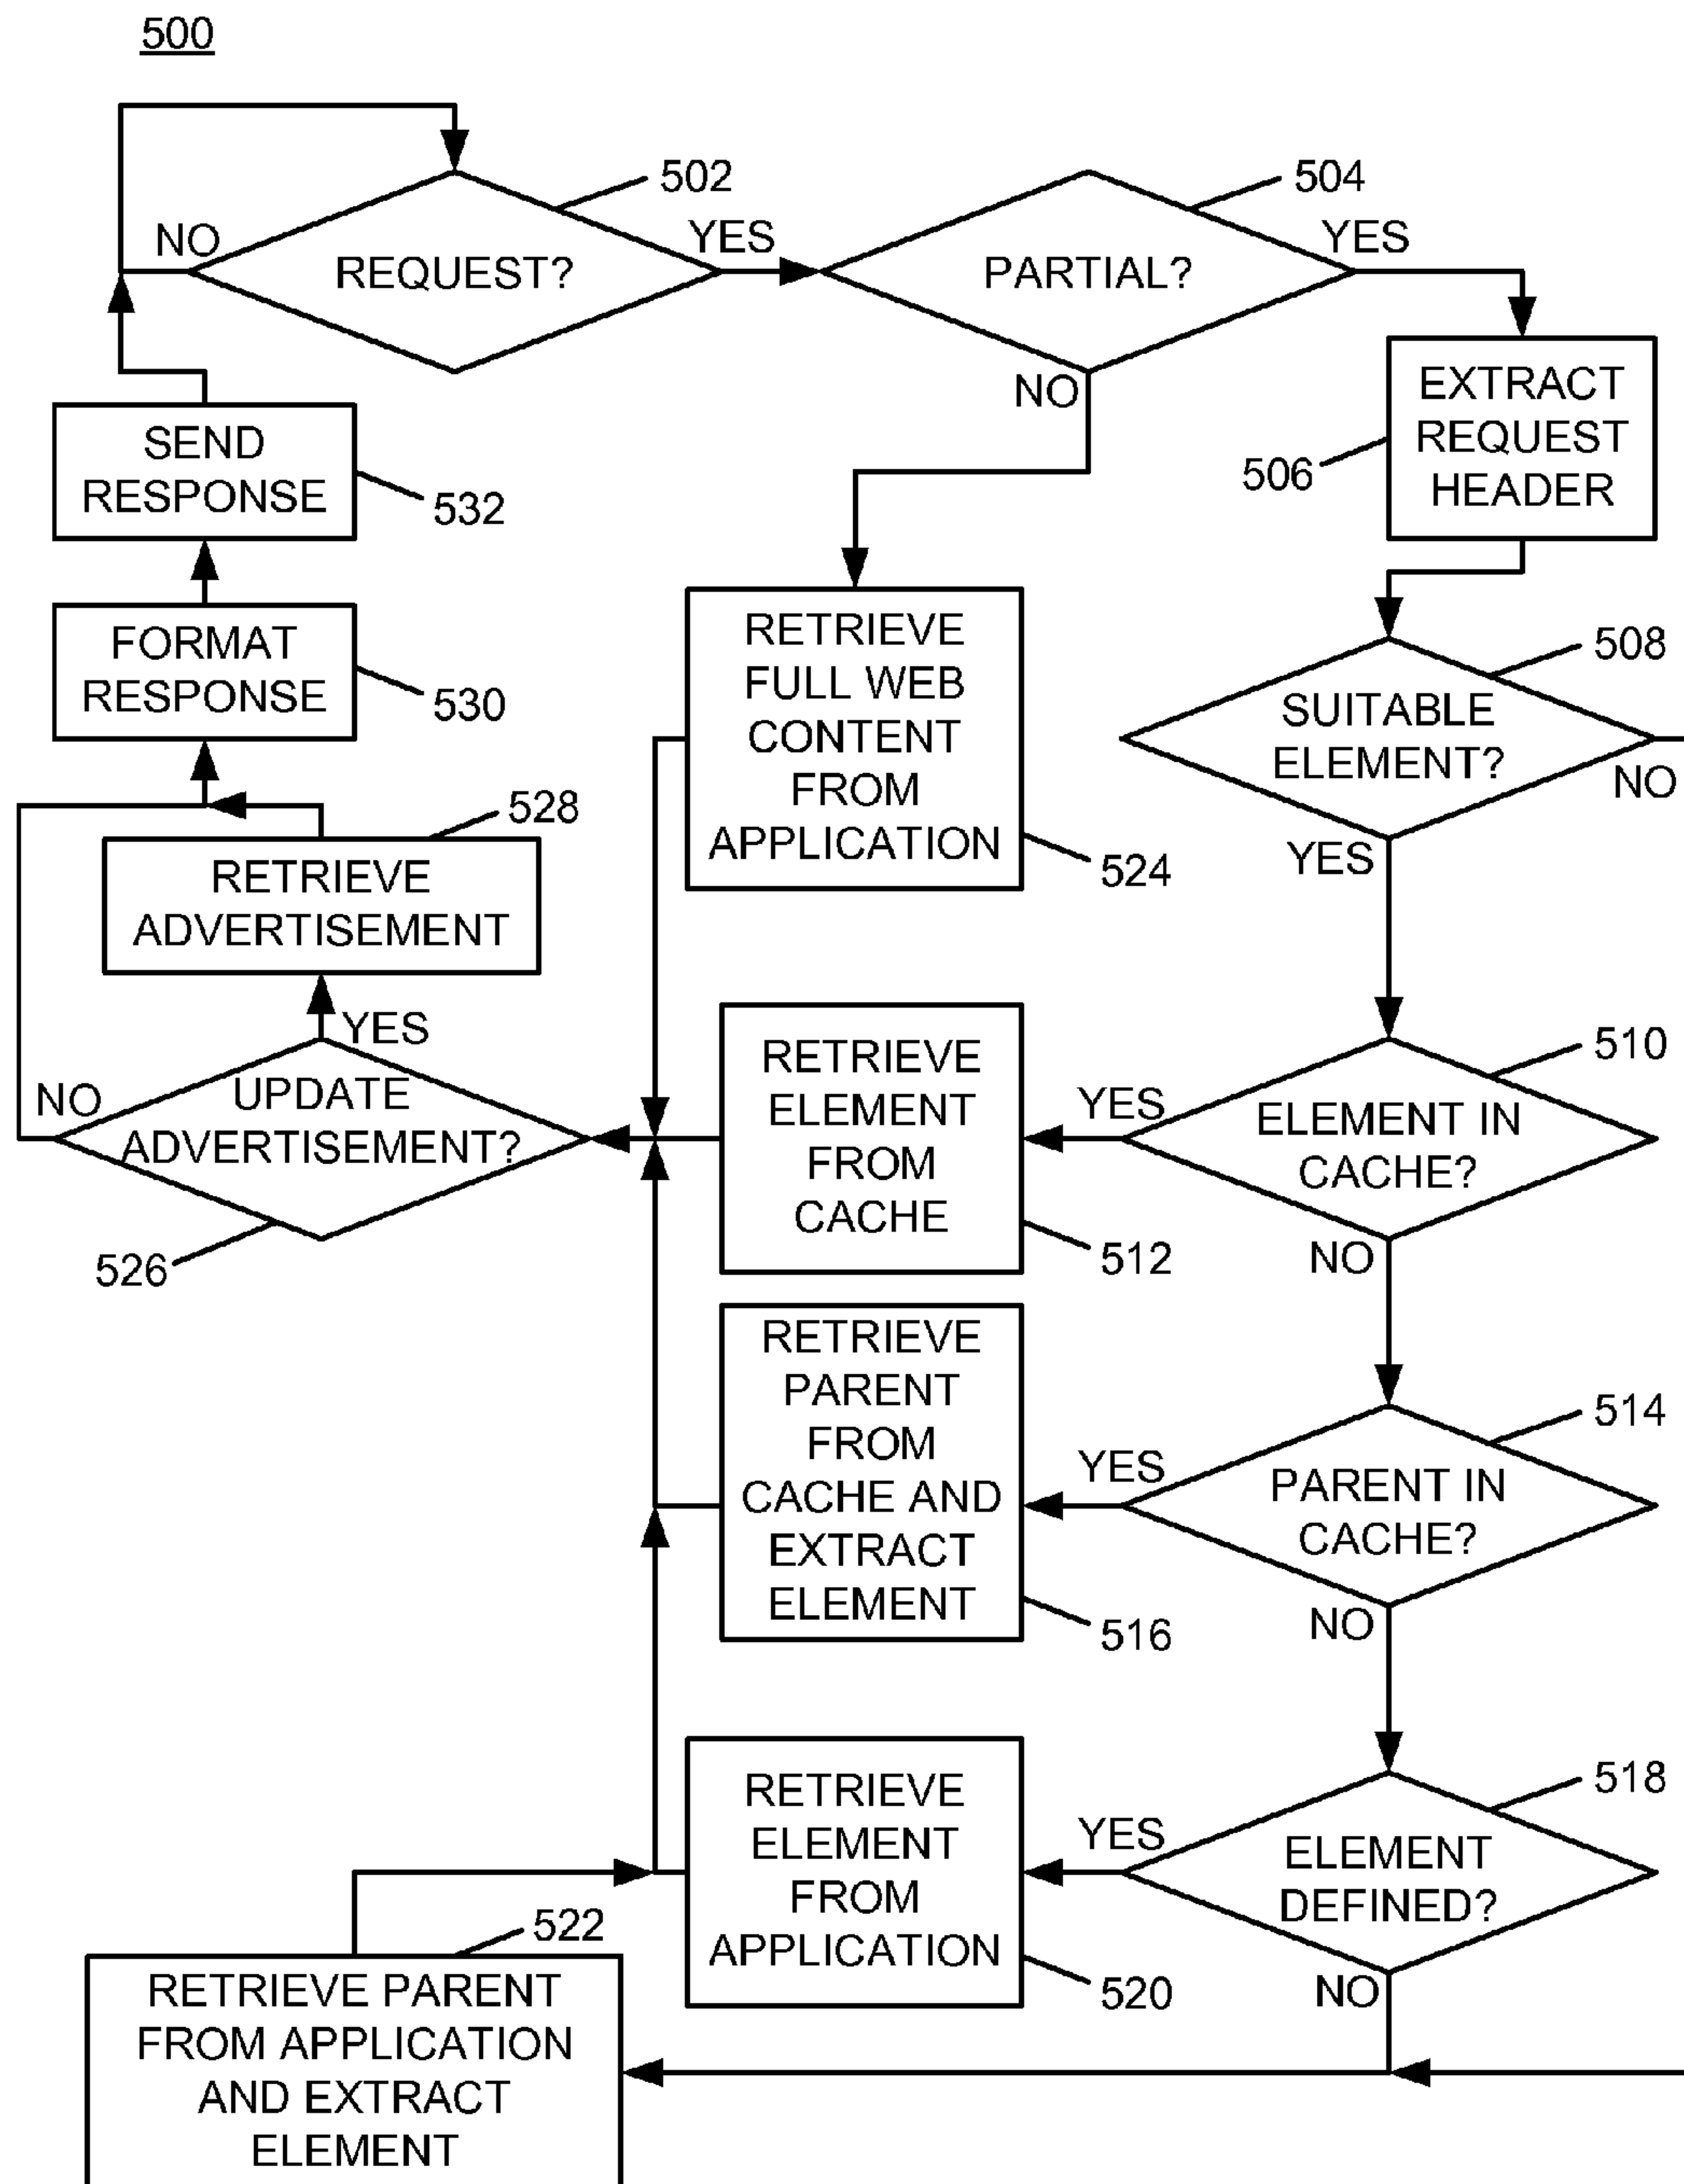 500
502
REQUEST?
NO
YES
504
PARTIAL?
YES
NO
EXTRACT
REQUEST
HEADER
506
SUITABLE
ELEMENT?
508
NO
YES
SEND
RESPONSE
532
FORMAT
RESPONSE
530
RETRIEVE
FULL WEB
CONTENT
FROM
APPLICATION
524
528
RETRIEVE
ADVERTISEMENT
YES
UPDATE
ADVERTISEMENT?
NO
526
RETRIEVE
ELEMENT
FROM
CACHE
512
YES
ELEMENT IN
CACHE?
510
NO
RETRIEVE
PARENT
FROM
CACHE AND
EXTRACT
ELEMENT
516
YES
PARENT IN
CACHE?
514
NO
RETRIEVE
ELEMENT
FROM
APPLICATION
520
YES
ELEMENT
DEFINED?
518
NO
522
RETRIEVE PARENT
FROM APPLICATION
AND EXTRACT
ELEMENT